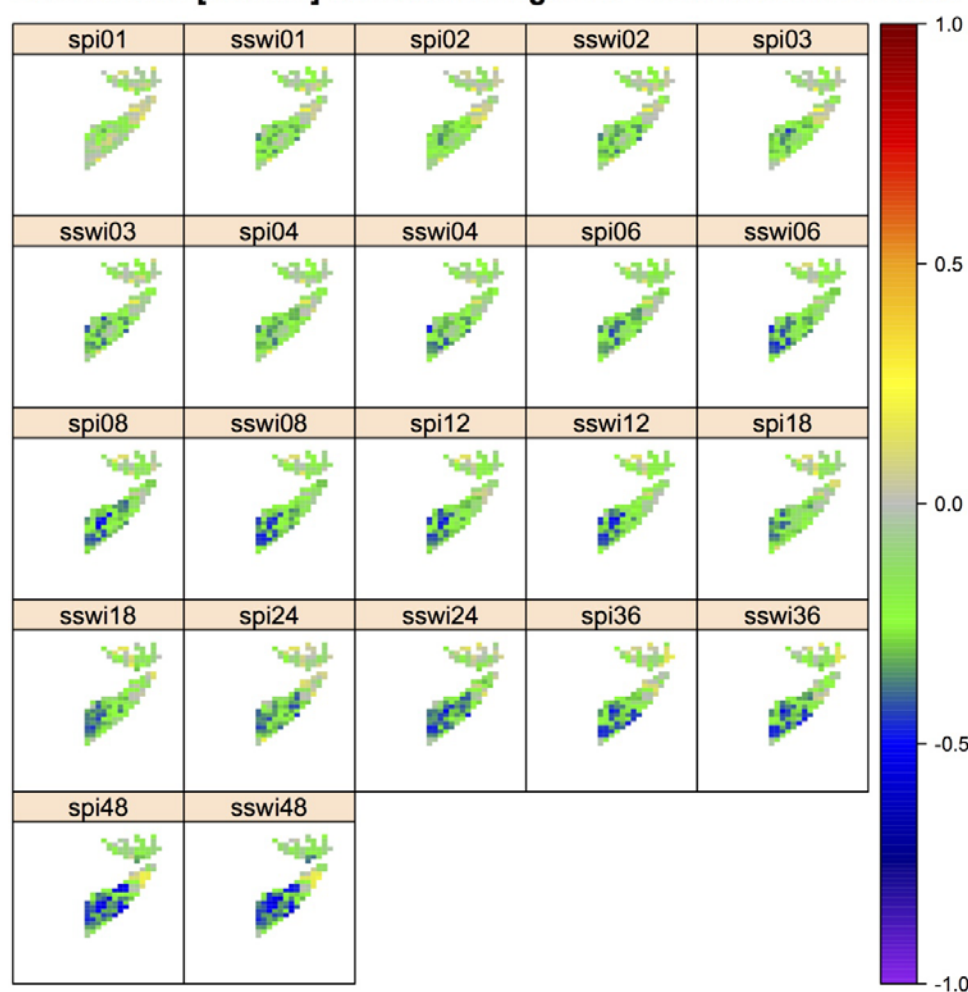 spi01 sswi01 spi02 sswi02 spi03
sswi03 spi04 sswi04 spi06 sswi06
spi08 sswi08 spi12 sswi12 spi18
sswi18 spi24 sswi24 spi36 sswi36
spi48 sswi48
1.0
0.5
0.0
-0.5
-1.0